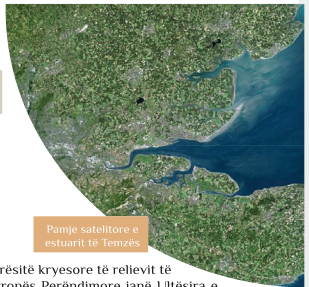 Pamje satelitore e
estuarit të Temzës
rësitë kryesore të relievit të
ropës Perëndimore janë Ultësira e